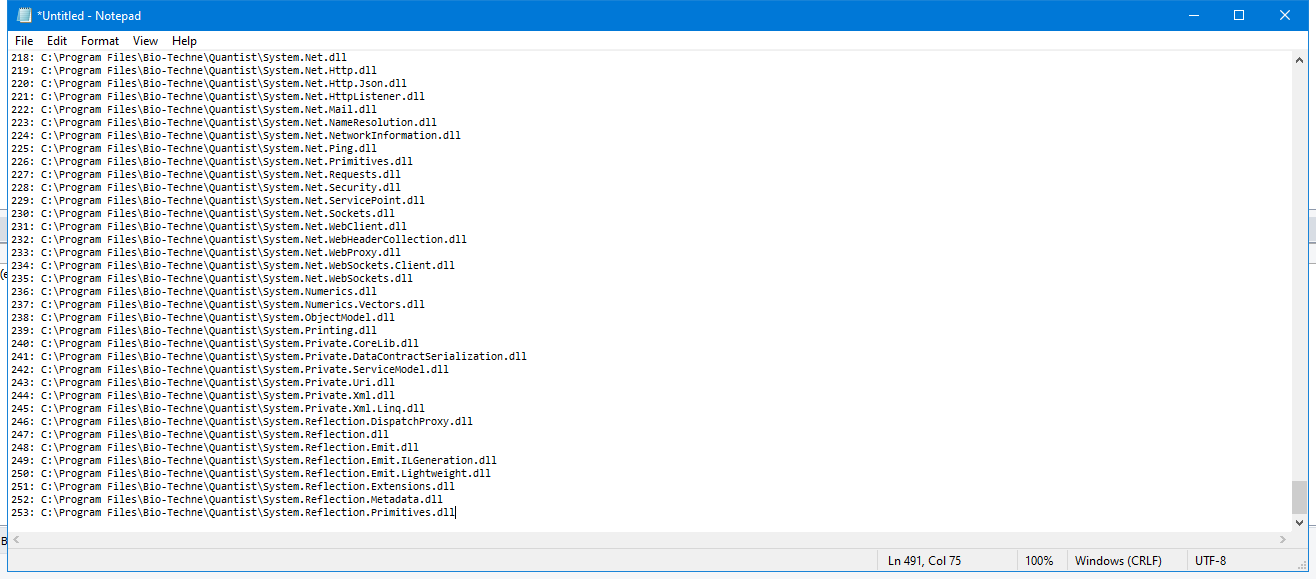 *Untitled - Notepad
File Edit Format View Help
218: C:\Program Files\Bio-Techne\Quantist\System.Net.dll
219: C:\Program Files\Bio-Techne\Quantist\System.Net.Http.dll
220: C:\Program Files\Bio-Techne\Quantist\System.Net.Http.Json.dll
221: C:\Program Files\Bio-Techne\Quantist\System.Net.HttpListener.dll
222: C:\Program Files\Bio-Techne\Quantist\System.Net.Mail.dll
223: C:\Program Files\Bio-Techne\Quantist\System.Net.NameResolution.dll
224: C:\Program Files\Bio-Techne\Quantist\System.Net.NetworkInformation.dll
225: C:\Program Files\Bio-Techne\Quantist\System.Net.Ping.dll
226: C:\Program Files\Bio-Techne\Quantist\System.Net.Primitives.dll
227: C:\Program Files\Bio-Techne\Quantist\System.Net.Requests.dll
228: C:\Program Files\Bio-Techne\Quantist\System.Net.Security.dll
229: C:\Program Files\Bio-Techne\Quantist\System.Net.ServicePoint.dll
230: C:\Program Files\Bio-Techne\Quantist\System.Net.Sockets.dll
231: C:\Program Files\Bio-Techne\Quantist\System.Net.WebClient.dll
232: C:\Program Files\Bio-Techne\Quantist\System.Net.WebHeaderCollection.dll
233: C:\Program Files\Bio-Techne\Quantist\System.Net.WebProxy.dll
234: C:\Program Files\Bio-Techne\Quantist\System.Net.WebSockets.Client.dll
235: C:\Program Files\Bio-Techne\Quantist\System.Net.WebSockets.dll
236: C:\Program Files\Bio-Techne\Quantist\System.Numerics.dll
237: C:\Program Files\Bio-Techne\Quantist\System.Numerics.Vectors.dll
238: C:\Program Files\Bio-Techne\Quantist\System.ObjectModel.dll
239: C:\Program Files\Bio-Techne\Quantist\System.Printing.dll
240: C:\Program Files\Bio-Techne\Quantist\System.Private.CoreLib.dll
241: C:\Program Files\Bio-Techne\Quantist\System.Private.DataContractSerialization.dll
242: C:\Program Files\Bio-Techne\Quantist\System.Private.ServiceModel.dll
243: C:\Program Files\Bio-Techne\Quantist\System.Private.Uri.dll
244: C:\Program Files\Bio-Techne\Quantist\System.Private.Xml.dll
245: C:\Program Files\Bio-Techne\Quantist\System.Private.Xml.Linq.dll
246: C:\Program Files\Bio-Techne\Quantist\System.Reflection.DispatchProxy.dll
247: C:\Program Files\Bio-Techne\Quantist\System.Reflection.dll
248: C:\Program Files\Bio-Techne\Quantist\System.Reflection.Emit.dll
249: C:\Program Files\Bio-Techne\Quantist\System.Reflection.Emit.ILGeneration.dll
250: C:\Program Files\Bio-Techne\Quantist\System.Reflection.Emit.Lightweight.dll
251: C:\Program Files\Bio-Techne\Quantist\System.Reflection.Extensions.dll
252: C:\Program Files\Bio-Techne\Quantist\System.Reflection.Metadata.dll
253: C:\Program Files\Bio-Techne\Quantist\System.Reflection.Primitives.dll
Ln 491, Col 75 100% Windows (CRLF) UTF-8